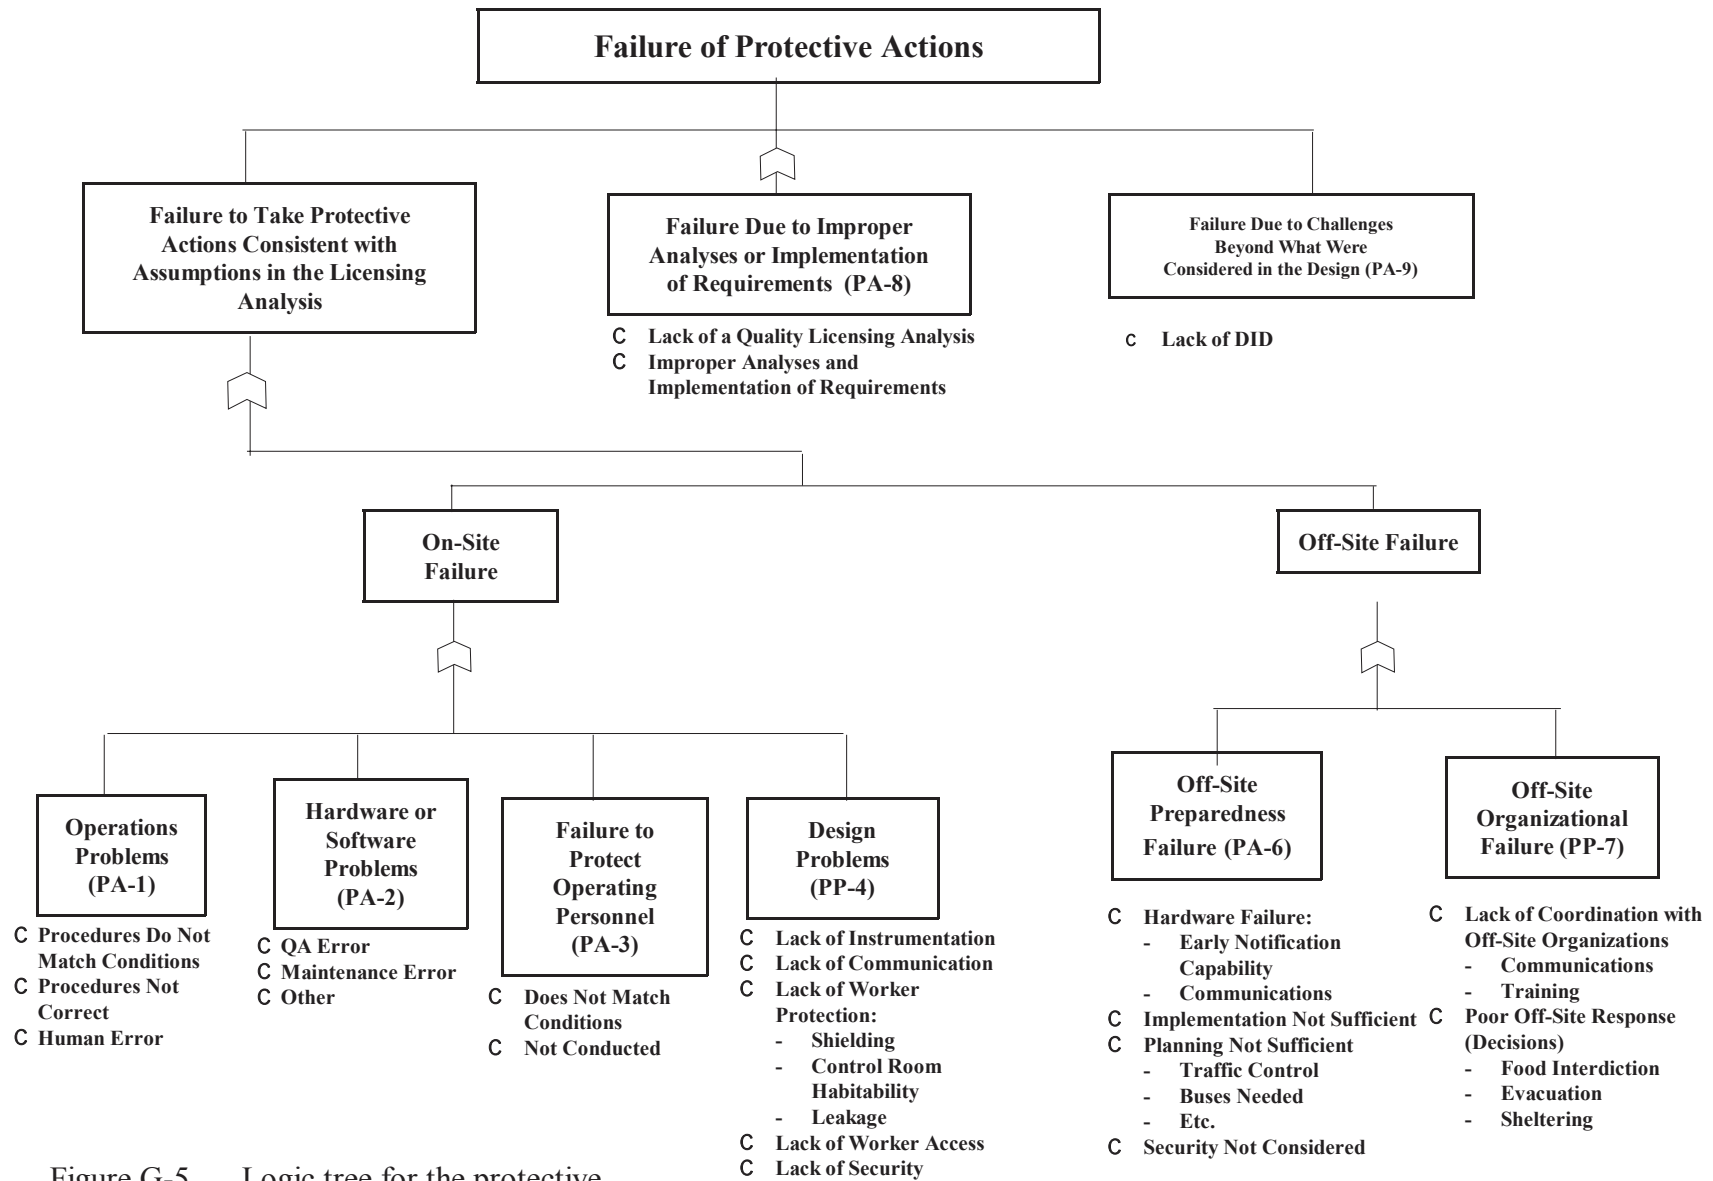 Failure of Protective Actions
Failure to Take Protective
Actions Consistent with
Assumptions in the Licensing
Analysis
Failure Due to Improper
Analyses or Implementation
of Requirements (PA-8)
C Lack of a Quality Licensing Analysis
C Improper Analyses and
Implementation of Requirements
Failure Due to Challenges
Beyond What Were
Considered in the Design (PA-9)
C Lack of DID
On-Site
Failure
Off-Site Failure
Operations
Problems
(PA-1)
C Procedures Do Not
Match Conditions
C Procedures Not
Correct
C Human Error
Hardware or
Software
Problems
(PA-2)
C QA Error
C Maintenance Error
C Other
Failure to
Protect
Operating
Personnel
(PA-3)
C Does Not Match
Conditions
C Not Conducted
Design
Problems
(PP-4)
C Lack of Instrumentation
C Lack of Communication
C Lack of Worker
Protection:
- Shielding
- Control Room
Habitability
- Leakage
C Lack of Worker Access
C Lack of Security
Off-Site
Preparedness
Failure (PA-6)
C Hardware Failure:
- Early Notification
Capability
- Communications
C Implementation Not Sufficient
C Planning Not Sufficient
- Traffic Control
- Buses Needed
- Etc.
C Security Not Considered
Off-Site
Organizational
Failure (PP-7)
C Lack of Coordination with
Off-Site Organizations
- Communications
- Training
C Poor Off-Site Response
(Decisions)
- Food Interdiction
- Evacuation
- Sheltering
Figure G-5 Logic tree for the protective